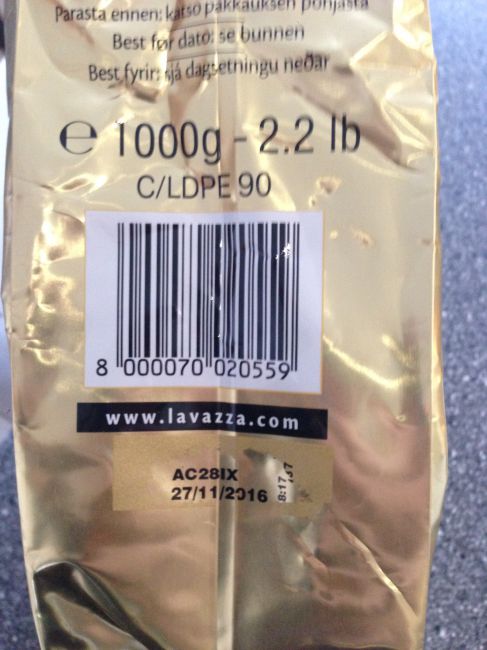 Parasta ennen: katso pakkauksen pohjasta
Best før dato: se bunnen
Best fyrir: sjá dagsetningu neðar
℮ 1000g - 2.2 lb
C/LDPE 90
8 000070 020559
www.lavazza.com
AC28IX
27/11/2016